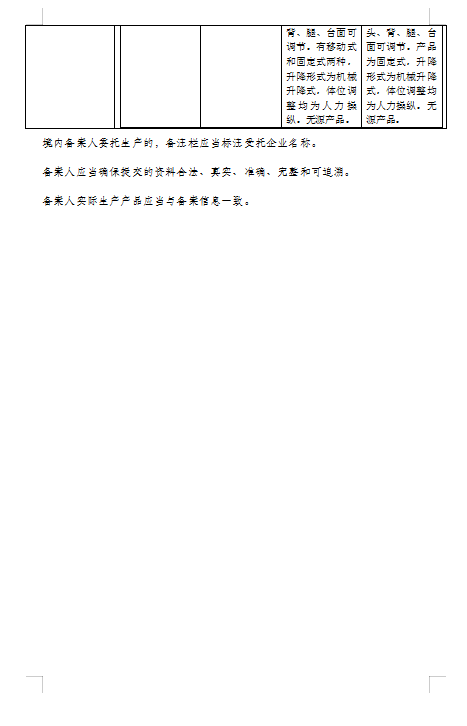 背、腿、台面可
调节。有移动式
和固定式两种，
升降形式为机械
升降式，体位调
整均为人力操
纵。无源产品。
头、背、腿、台
面可调节。产品
为固定式，升降
形式为机械升降
式，体位调整均
为人力操纵。无
源产品。
境内备案人委托生产的，备注栏应当标注受托企业名称。
备案人应当确保提交的资料合法、真实、准确、完整和可追溯。
备案人实际生产产品应当与备案信息一致。